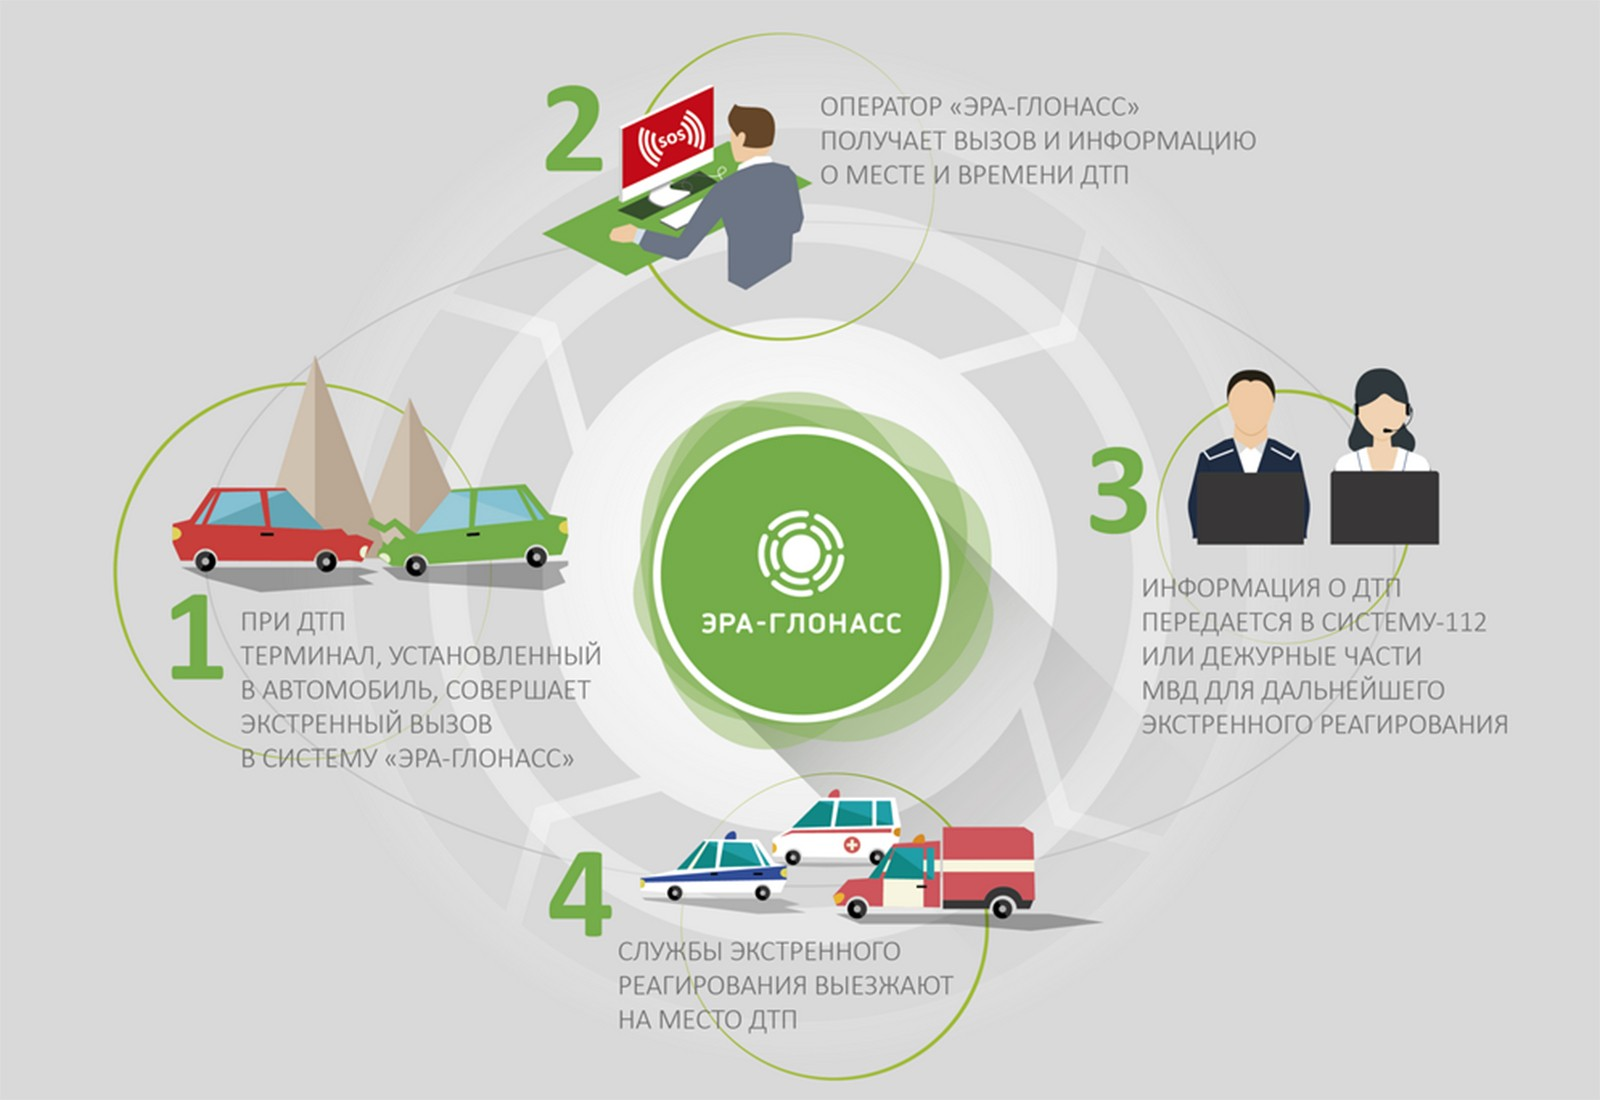 2
SOS
ОПЕРАТОР «ЭРА-ГЛОНАСС»
ПОЛУЧАЕТ ВЫЗОВ И ИНФОРМАЦИЮ
О МЕСТЕ И ВРЕМЕНИ ДТП
1
ПРИ ДТП
ТЕРМИНАЛ, УСТАНОВЛЕННЫЙ
В АВТОМОБИЛЬ, СОВЕРШАЕТ
ЭКСТРЕННЫЙ ВЫЗОВ
В СИСТЕМУ «ЭРА-ГЛОНАСС»
ЭРА-ГЛОНАСС
3
ИНФОРМАЦИЯ О ДТП
ПЕРЕДАЕТСЯ В СИСТЕМУ-112
ИЛИ ДЕЖУРНЫЕ ЧАСТИ
МВД ДЛЯ ДАЛЬНЕЙШЕГО
ЭКСТРЕННОГО РЕАГИРОВАНИЯ
4
СЛУЖБЫ ЭКСТРЕННОГО
РЕАГИРОВАНИЯ ВЫЕЗЖАЮТ
НА МЕСТО ДТП